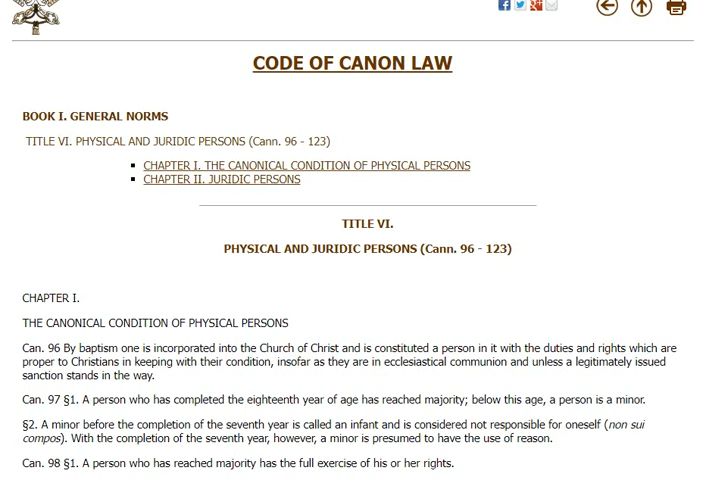 CODE OF CANON LAW
BOOK I. GENERAL NORMS
TITLE VI. PHYSICAL AND JURIDIC PERSONS (Cann. 96 - 123)
CHAPTER I. THE CANONICAL CONDITION OF PHYSICAL PERSONS
CHAPTER II. JURIDIC PERSONS
TITLE VI.
PHYSICAL AND JURIDIC PERSONS (Cann. 96 - 123)
CHAPTER I.
THE CANONICAL CONDITION OF PHYSICAL PERSONS
Can. 96 By baptism one is incorporated into the Church of Christ and is constituted a person in it with the duties and rights which are
proper to Christians in keeping with their condition, insofar as they are in ecclesiastical communion and unless a legitimately issued
sanction stands in the way.
Can. 97 §1. A person who has completed the eighteenth year of age has reached majority; below this age, a person is a minor.
§2. A minor before the completion of the seventh year is called an infant and is considered not responsible for oneself (non sui
compos). With the completion of the seventh year, however, a minor is presumed to have the use of reason.
Can. 98 §1. A person who has reached majority has the full exercise of his or her rights.